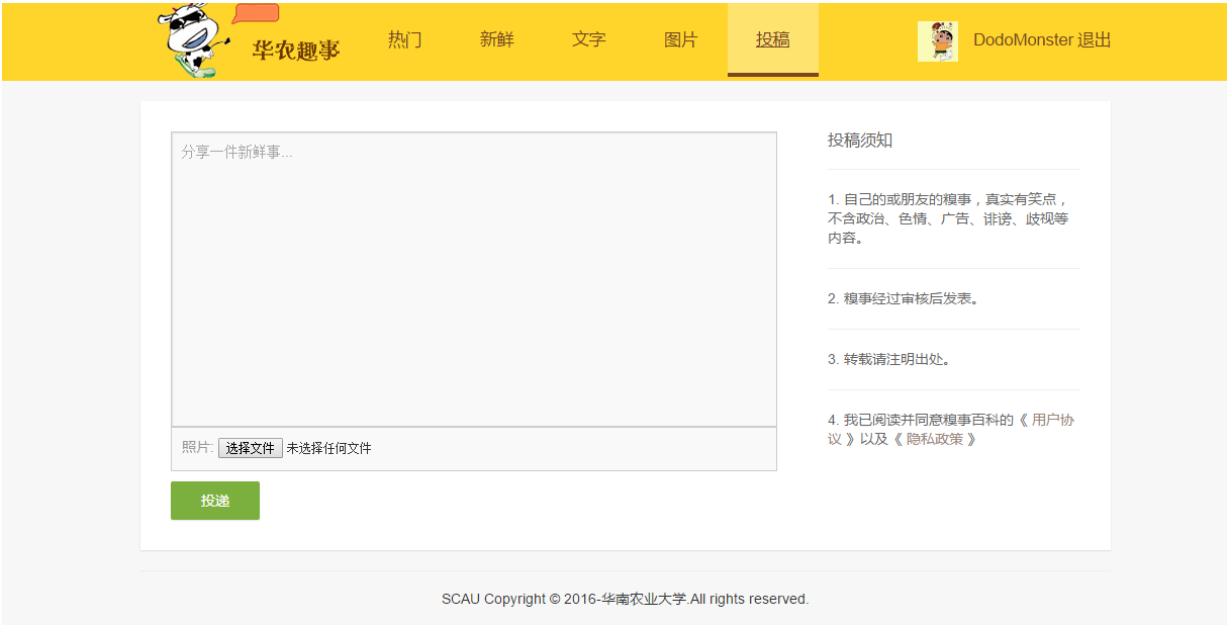 华农趣事
热门
新鲜
文字
图片
投稿
DodoMonster 退出
分享一件新鲜事...
照片: 选择文件 未选择任何文件
投递
投稿须知
1. 自己的或朋友的糗事，真实有笑点，
不含政治、色情、广告、诽谤、歧视等
内容。
2. 糗事经过审核后发表。
3. 转载请注明出处。
4. 我已阅读并同意糗事百科的《 用户协
议 》以及《 隐私政策 》
SCAU Copyright © 2016-华南农业大学.All rights reserved.